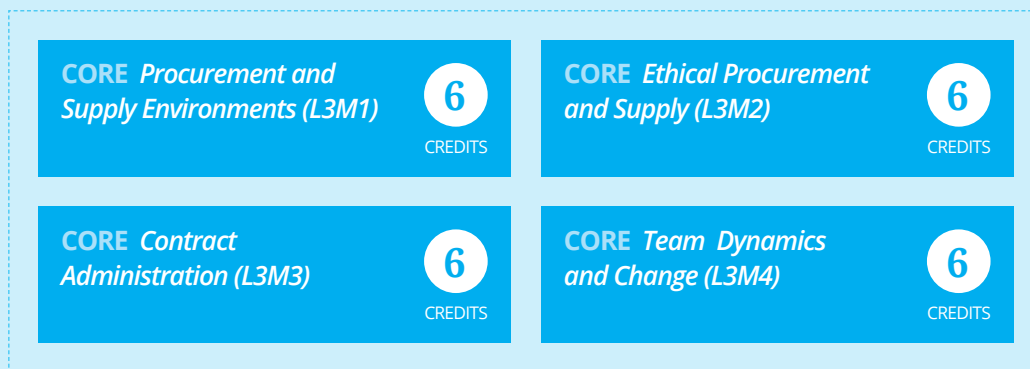 CORE Procurement and
Supply Environments (L3M1)
6
CREDITS
CORE Ethical Procurement
and Supply (L3M2)
6
CREDITS
CORE Contract
Administration (L3M3)
6
CREDITS
CORE Team Dynamics
and Change (L3M4)
6
CREDITS